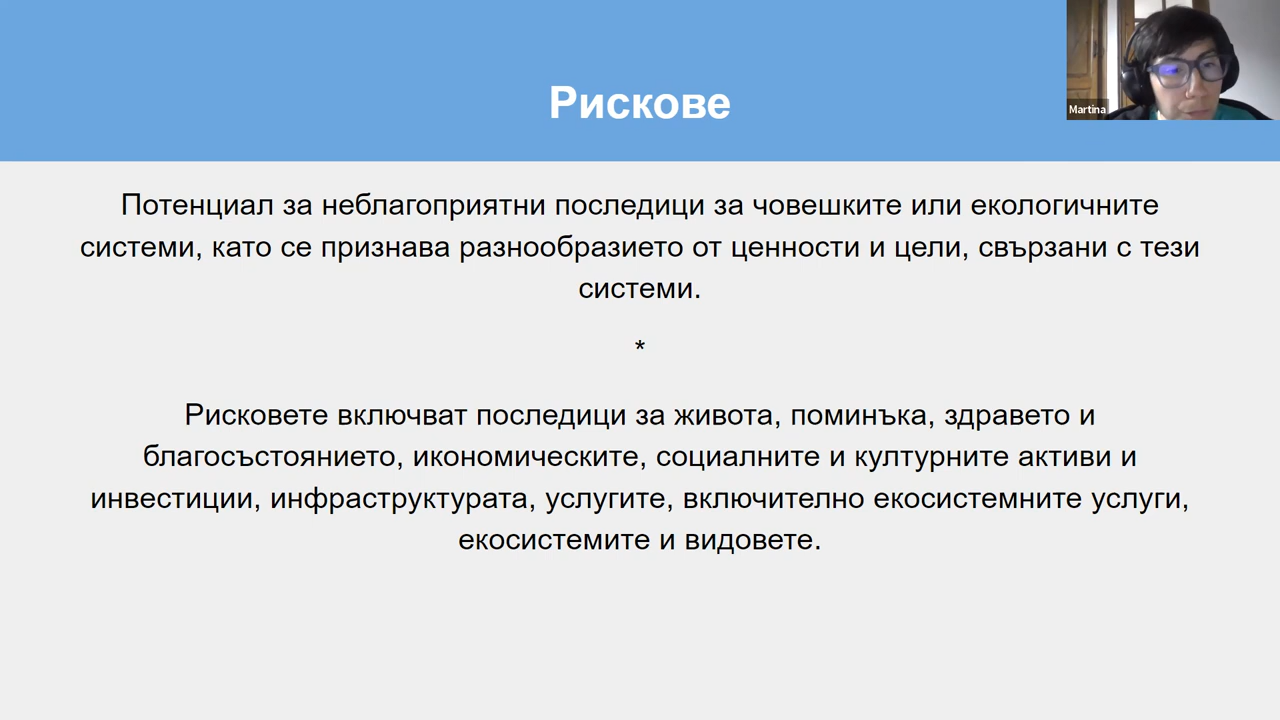 Рискове
Martina
Потенциал за неблагоприятни последици за човешките или екологичните
системи, като се признава разнообразието от ценности и цели, свързани с тези
системи.
*
Рисковете включват последици за живота, поминъка, здравето и
благосъстоянието, икономическите, социалните и културните активи и
инвестиции, инфраструктурата, услугите, включително екосистемните услуги,
екосистемите и видовете.